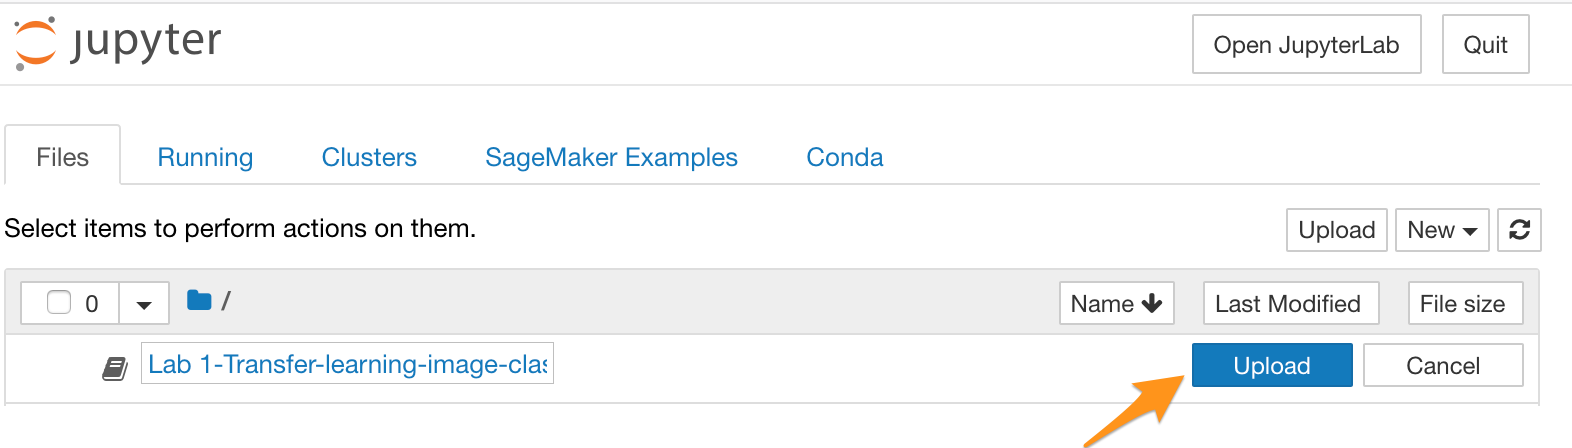 jupyter
Open JupyterLab
Quit
Files
Running
Clusters
SageMaker Examples
Conda
Select items to perform actions on them.
Upload
New
0
/
Name
Last Modified
File size
Lab 1-Transfer-learning-image-clas
Upload
Cancel